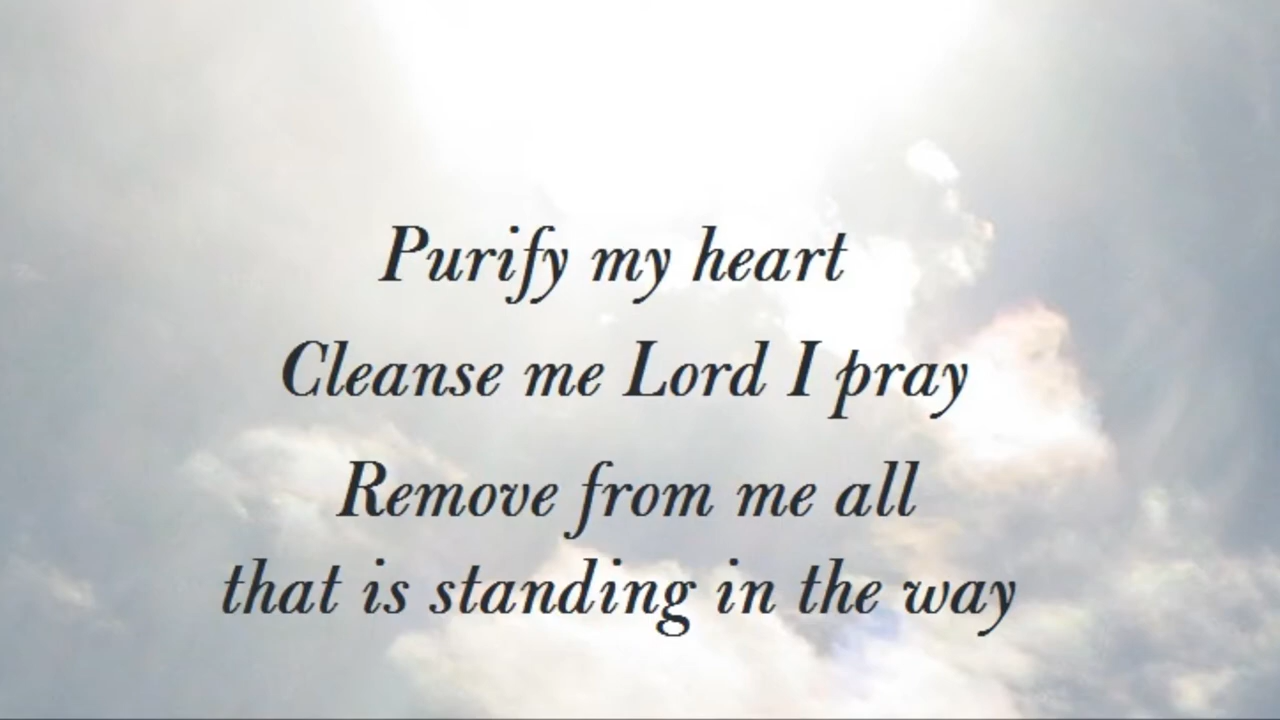 Purify my heart
Cleanse me Lord I pray
Remove from me all
that is standing in the way